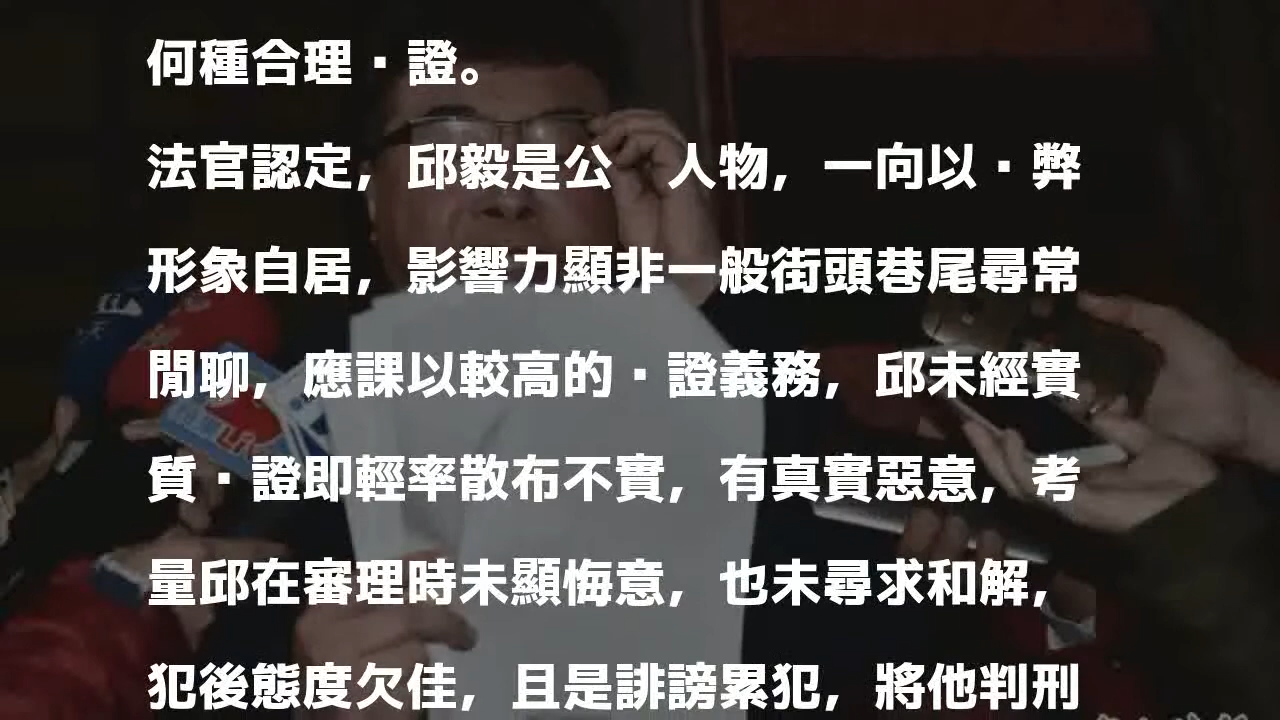 何種合理▪證。
法官認定，邱毅是公　人物，一向以▪弊
形象自居，影響力顯非一般街頭巷尾尋常
閒聊，應課以較高的▪證義務，邱未經實
質▪證即輕率散布不實，有真實惡意，考
量邱在審理時未顯悔意，也未尋求和解，
犯後態度欠佳，且是誹謗累犯，將他判刑